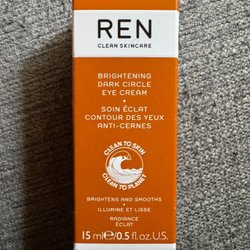 REN
CLEAN SKINCARE
BRIGHTENING
DARK CIRCLE
EYE CREAM
•
SOIN ÉCLAT
CONTOUR DES YEUX
ANTI-CERNES
CLEAN TO SKIN
CLEAN TO PLANET
BRIGHTENS AND SMOOTHS
•
ILLUMINE ET LISSE
RADIANCE
ÉCLAT
15 ml ℮/0.5 fl.oz. US